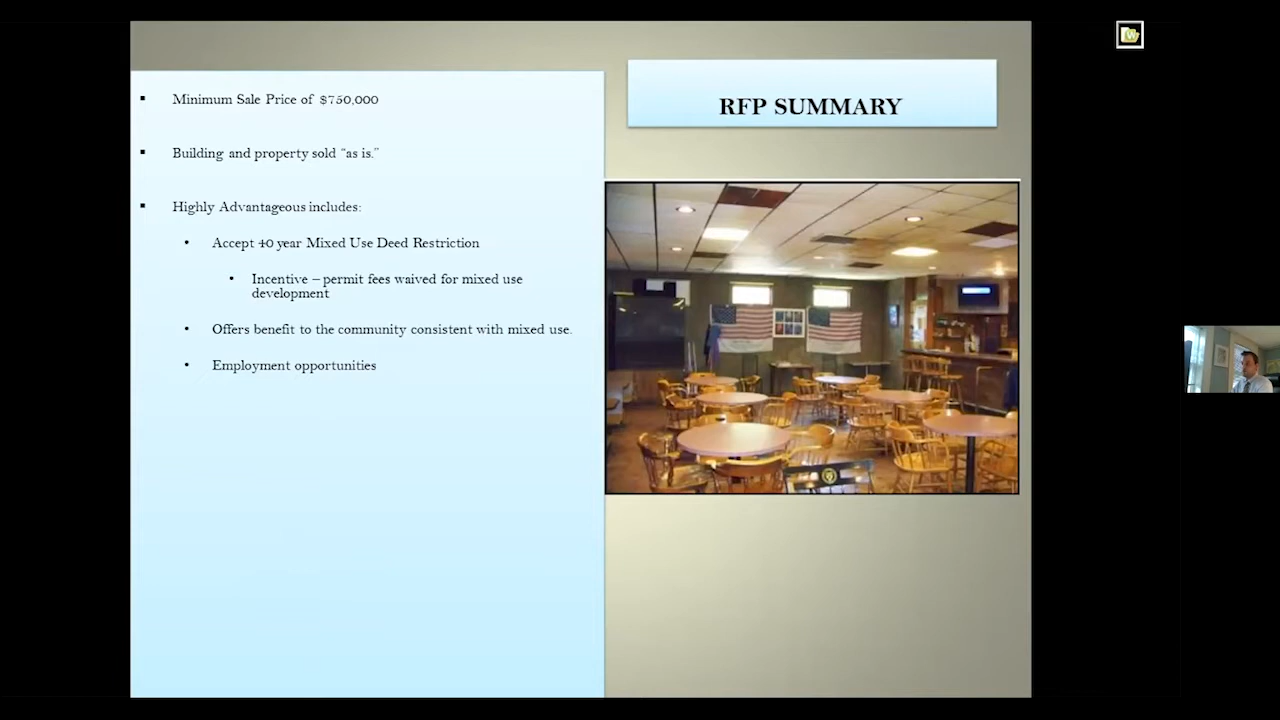 RFP SUMMARY
Minimum Sale Price of $750,000
Building and property sold “as is.”
Highly Advantageous includes:
Accept 40 year Mixed Use Deed Restriction
Incentive – permit fees waived for mixed use
development
Offers benefit to the community consistent with mixed use.
Employment opportunities
W